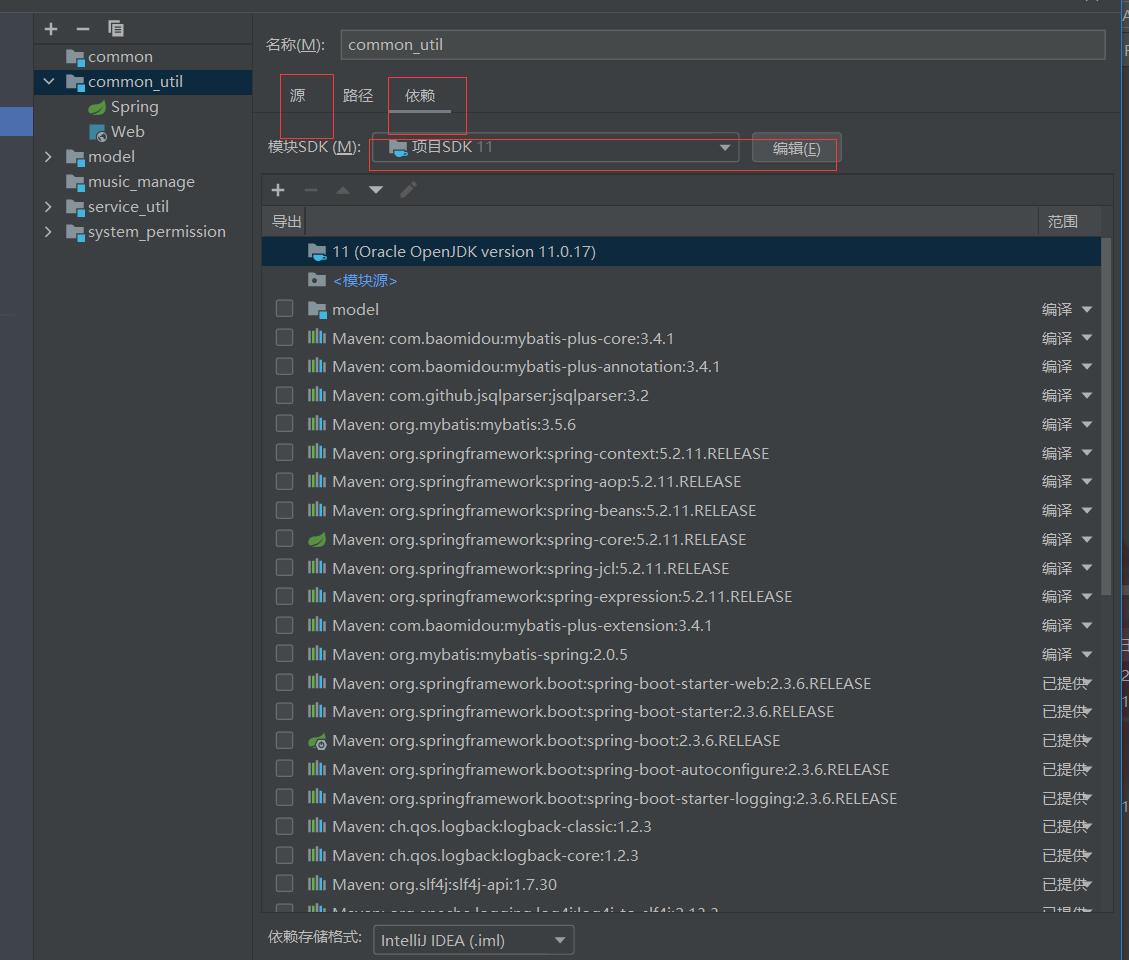 名称(M):
common_util
common
common_util
Spring
Web
model
music_manage
service_util
system_permission
源 路径 依赖
模块SDK (M):
项目SDK 11
编辑(E)
导出 范围
11 (Oracle OpenJDK version 11.0.17)
<模块源>
model 编译
Maven: com.baomidou:mybatis-plus-core:3.4.1 编译
Maven: com.baomidou:mybatis-plus-annotation:3.4.1 编译
Maven: com.github.jsqlparser:jsqlparser:3.2 编译
Maven: org.mybatis:mybatis:3.5.6 编译
Maven: org.springframework:spring-context:5.2.11.RELEASE 编译
Maven: org.springframework:spring-aop:5.2.11.RELEASE 编译
Maven: org.springframework:spring-beans:5.2.11.RELEASE 编译
Maven: org.springframework:spring-core:5.2.11.RELEASE 编译
Maven: org.springframework:spring-jcl:5.2.11.RELEASE 编译
Maven: org.springframework:spring-expression:5.2.11.RELEASE 编译
Maven: com.baomidou:mybatis-plus-extension:3.4.1 编译
Maven: org.mybatis:mybatis-spring:2.0.5 编译
Maven: org.springframework.boot:spring-boot-starter-web:2.3.6.RELEASE 已提供
Maven: org.springframework.boot:spring-boot-starter:2.3.6.RELEASE 已提供
Maven: org.springframework.boot:spring-boot:2.3.6.RELEASE 已提供
Maven: org.springframework.boot:spring-boot-autoconfigure:2.3.6.RELEASE 已提供
Maven: org.springframework.boot:spring-boot-starter-logging:2.3.6.RELEASE 已提供
Maven: ch.qos.logback:logback-classic:1.2.3 已提供
Maven: ch.qos.logback:logback-core:1.2.3 已提供
Maven: org.slf4j:slf4j-api:1.7.30 已提供
依赖存储格式:
IntelliJ IDEA (.iml)